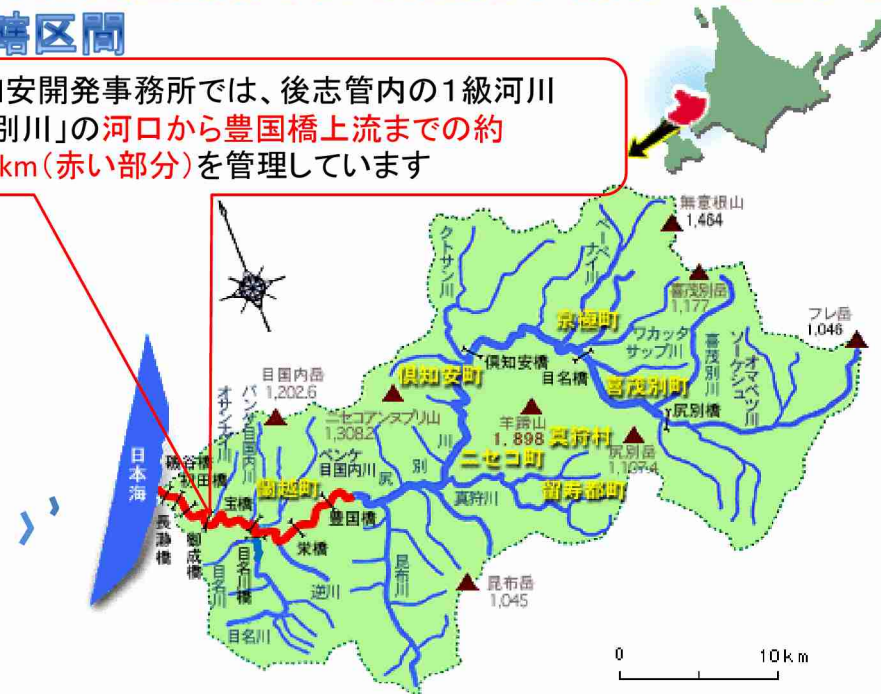 轄区間
安開発事務所では、後志管内の1級河川
別川」の河口から豊国橋上流までの約
km（赤い部分）を管理しています
無意根山
1,464
クトサン川
ペーペナイ川
喜茂別岳
1,177
フレ岳
1,046
京極町
ワカッタ
サップ川
喜茂別川
ソーケシュ
オマベツ川
倶知安橋
目名橋
目国内岳
1,202.6
倶知安町
喜茂別町
尻別橋
オサンナイ川
パンケ目国内川
ニセコアンヌプリ山
1,308.2
羊蹄山
1,898
真狩村
尻別岳
1,107.4
ペンケ
目国内川
尻別川
ニセコ町
日本海
磯谷橋
初田橋
宝橋
蘭越町
豊国橋
真狩川
留寿都町
長瀞橋
御成橋
目名川
目名川橋
栄橋
昆布川
逆川
昆布岳
1,045
目名川
0 10km